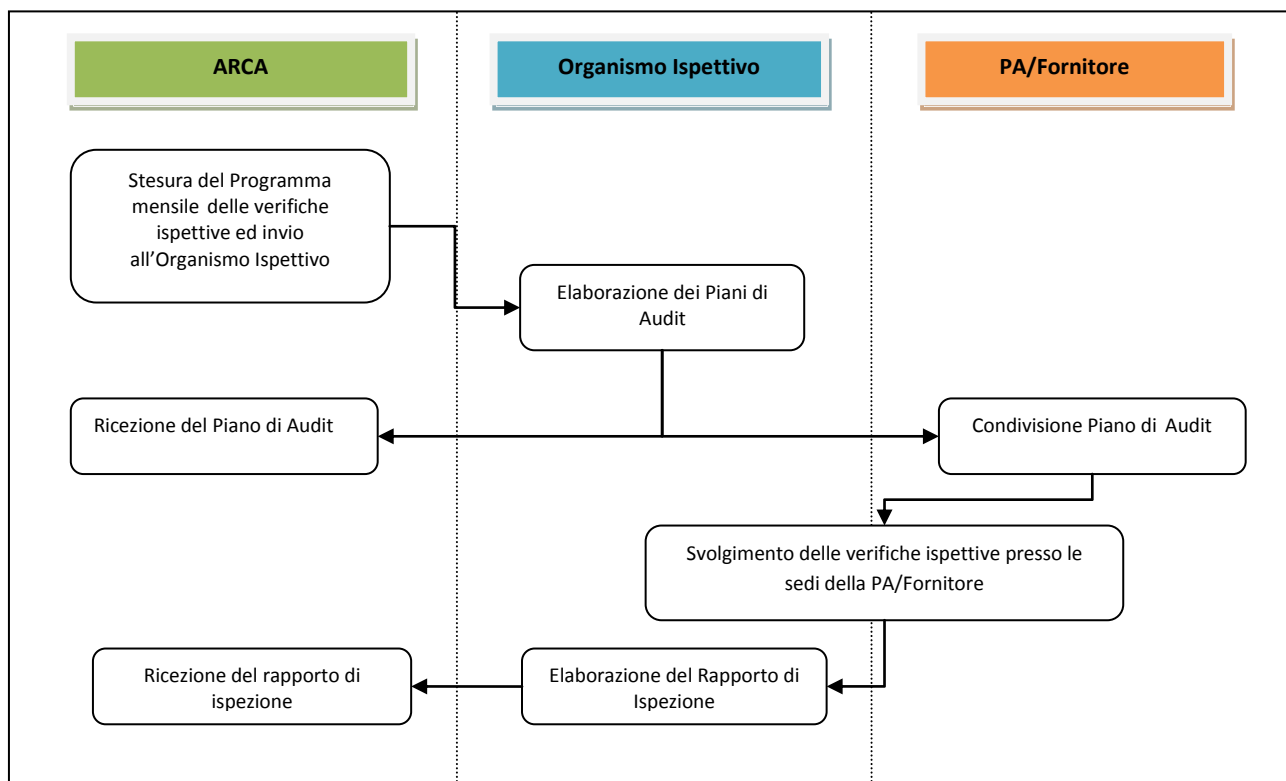 ARCA
Organismo Ispettivo
PA/Fornitore
Stesura del Programma
mensile delle verifiche
ispettive ed invio
all’Organismo Ispettivo
Elaborazione dei Piani di
Audit
Ricezione del Piano di Audit
Condivisione Piano di Audit
Svolgimento delle verifiche ispettive presso le
sedi della PA/Fornitore
Ricezione del rapporto di
ispezione
Elaborazione del Rapporto di
Ispezione